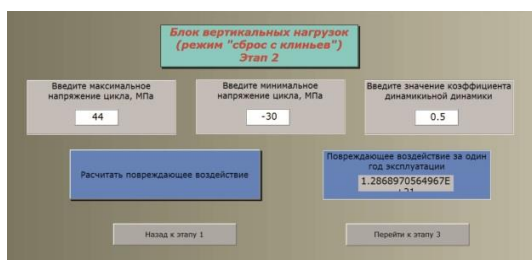 Блок вертикальных нагрузок
(режим "сброс с клиньев")
Этап 2
Введите максимальное
напряжение цикла, МПа
44
Введите минимальное
напряжение цикла, МПа
-30
Введите значение коэффициента
динамикиьной динамики
0.5
Расчитать повреждающее воздействие
Повреждающее воздействие за один
год эксплуатации
1.2868970564967E
+21
Назад к этапу 1
Перейти к этапу 3